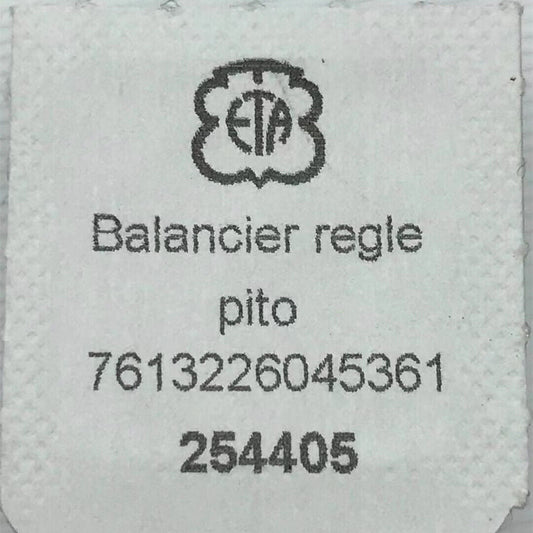 ETA
Balancier regle
pito
7613226045361
254405